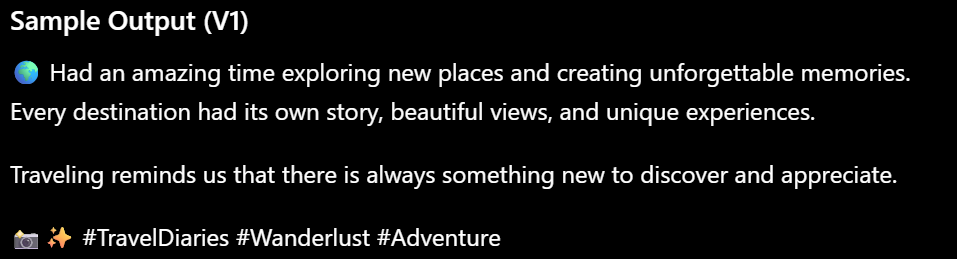 Sample Output (V1)
🌍 Had an amazing time exploring new places and creating unforgettable memories.
Every destination had its own story, beautiful views, and unique experiences.
Traveling reminds us that there is always something new to discover and appreciate.
📸✨ #TravelDiaries #Wanderlust #Adventure